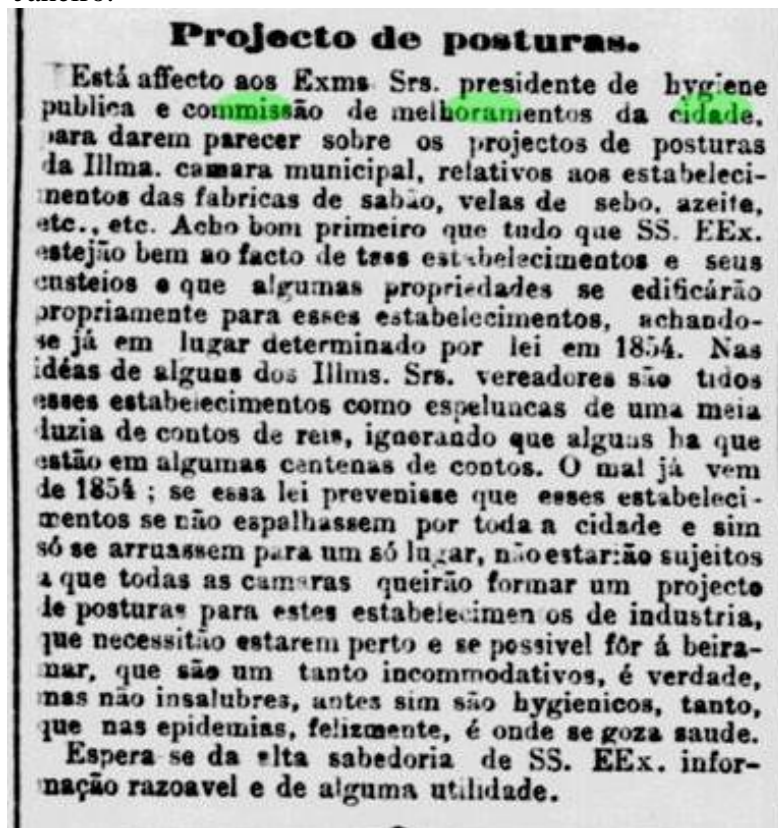 Projecto de posturas.
Está affecto aos Exms Srs. presidente de hygiene
publica e commissão de melhoramentos da cidade,
para darem parecer sobre os projectos de posturas
da Illma. camara municipal, relativos aos estabeleci-
mentos das fabricas de sabão, velas de sebo, azeite,
etc., etc. Acho bom primeiro que tudo que SS. EEx.
estejão bem ao facto de taes estabelecimentos e seus
custeios e que algumas propriedades se edificárão
propriamente para esses estabelecimentos, achando-
se já em lugar determinado por lei em 1854. Nas
idéas de alguns dos Illms. Srs. vereadores são tidos
esses estabelecimentos como espeluncas de uma meia
duzia de contos de reis, ignorando que alguns ha que
estão em algumas centenas de contos. O mal já vem
de 1854 ; se essa lei prevenisse que esses estabeleci-
mentos se não espalhassem por toda a cidade e sim
só se arruassem para um só lugar, não estarião sujeitos
a que todas as camaras queirão formar um projecto
de posturas para estes estabelecimentos de industria,
que necessitão estarem perto e se possivel fôr á beira-
mar, que são um tanto incommodativos, é verdade,
mas não insalubres, antes sim são hygienicos, tanto,
que nas epidemias, felizmente, é onde se goza saude.
Espera-se da alta sabedoria de SS. EEx. infor-
mação razoavel e de alguma utilidade.